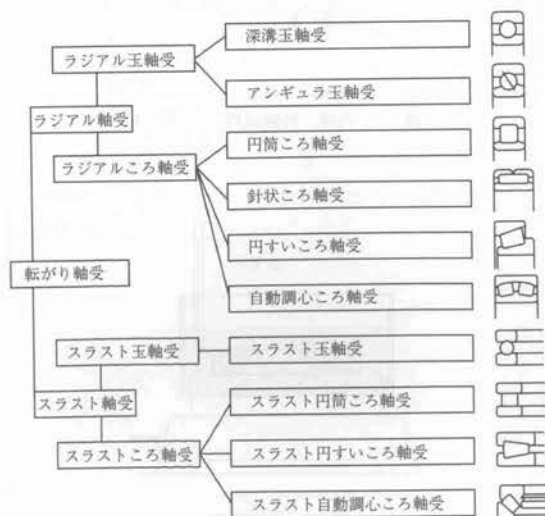 深溝玉軸受
ラジアル玉軸受
アンギュラ玉軸受
ラジアル軸受
円筒ころ軸受
ラジアルころ軸受
針状ころ軸受
円すいころ軸受
転がり軸受
自動調心ころ軸受
スラスト玉軸受
スラスト玉軸受
スラスト軸受
スラスト円筒ころ軸受
スラストころ軸受
スラスト円すいころ軸受
スラスト自動調心ころ軸受